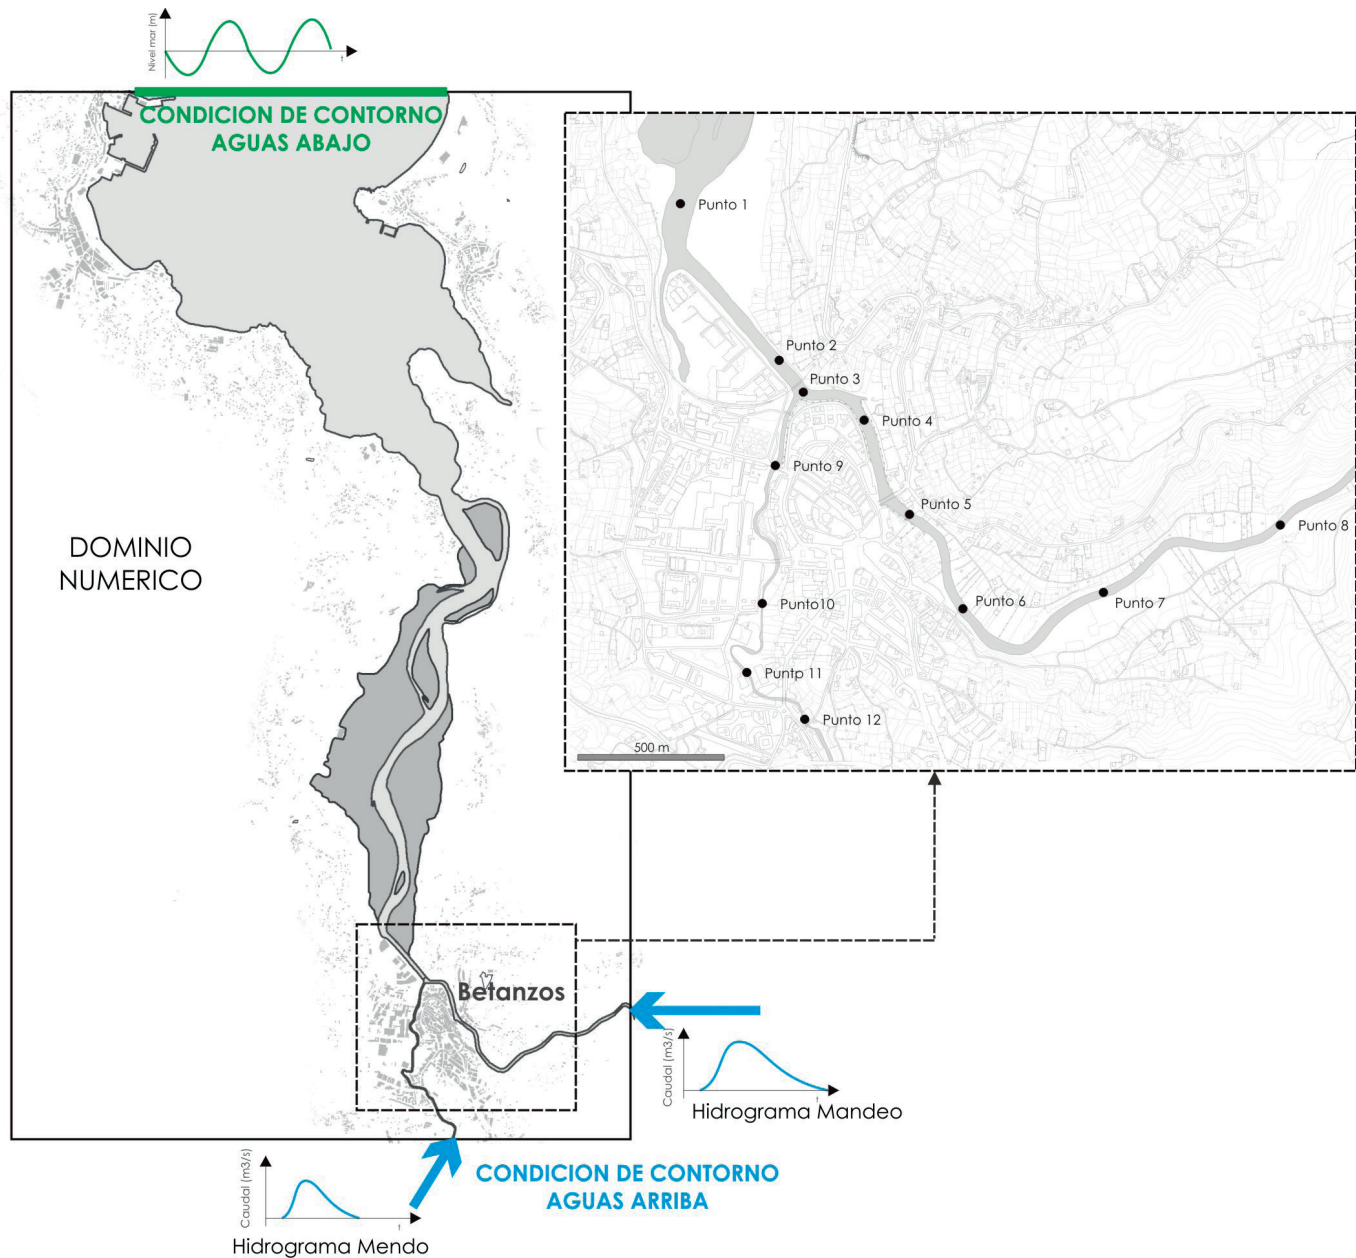 Nivel mar (m)
t
CONDICION DE CONTORNO
AGUAS ABAJO
Punto 1
Punto 2
Punto 3
Punto 4
Punto 9
Punto 5
Punto 8
Punto10
Punto 6
Punto 7
Puntp 11
Punto 12
500 m
DOMINIO
NUMERICO
Betanzos
Caudal (m3/s)
t
Hidrograma Mandeo
CONDICION DE CONTORNO
AGUAS ARRIBA
Caudal (m3/s)
t
Hidrograma Mendo